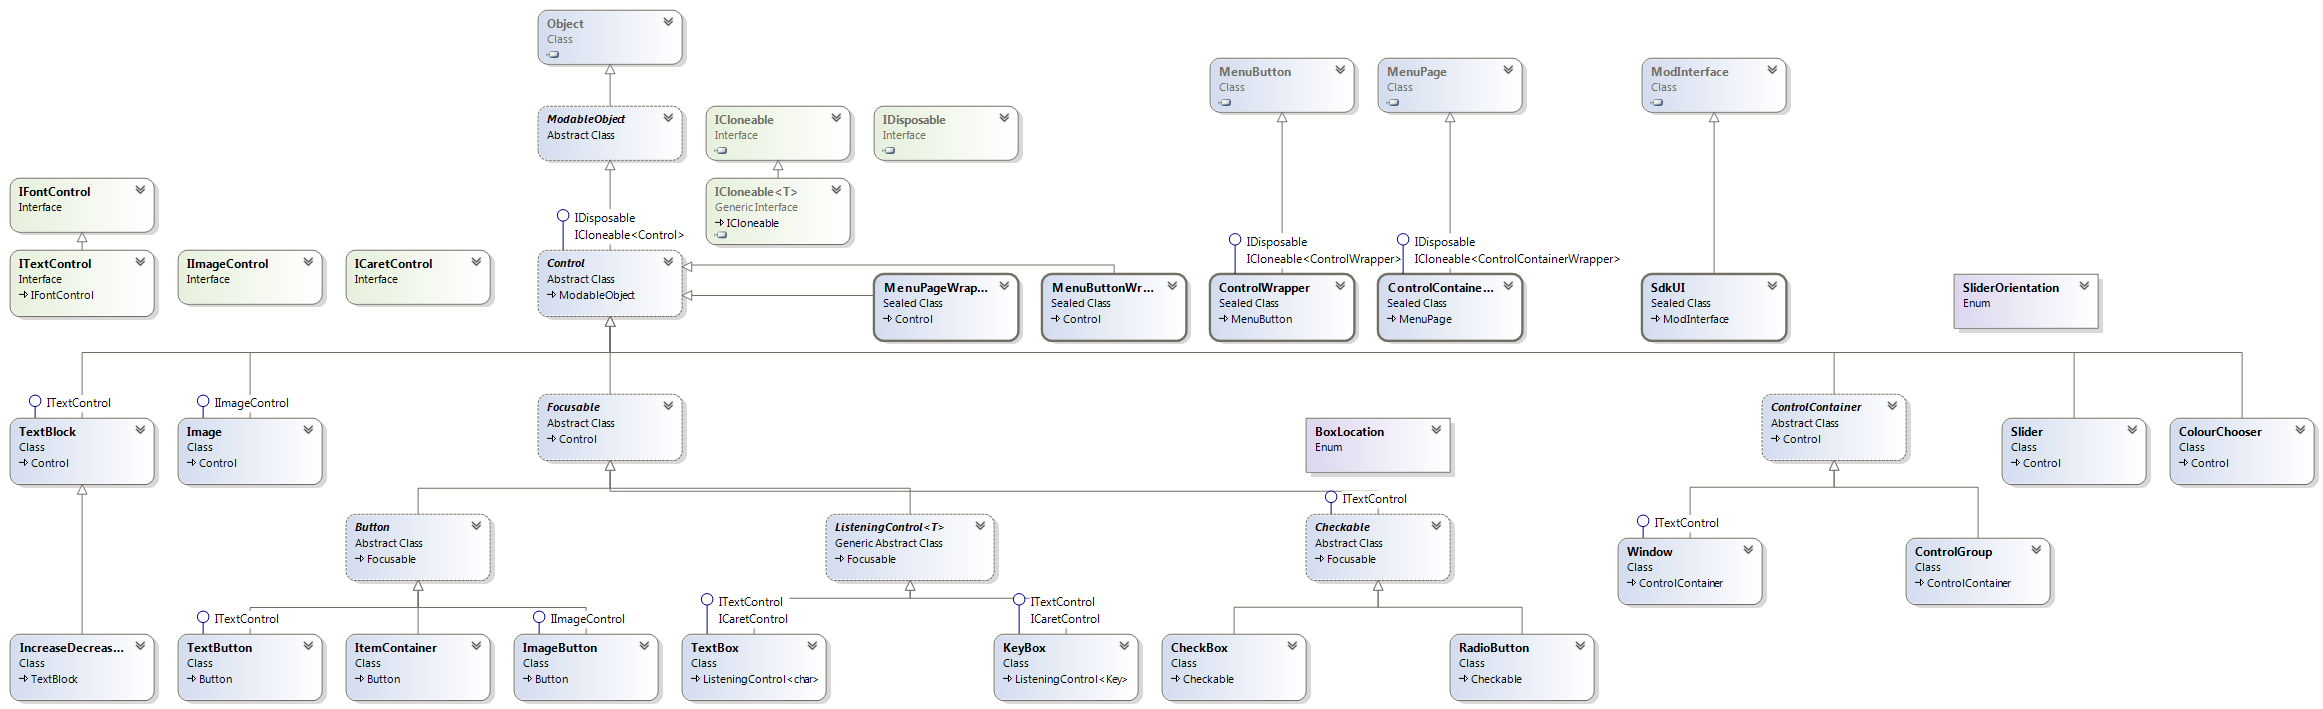 Object
Class
MenuButton
Class
MenuPage
Class
ModInterface
Class
ModableObject
Abstract Class
ICloneable
Interface
IDisposable
Interface
IFontControl
Interface
ICloneable<T>
Generic Interface
ICloneable
IDisposable
ICloneable<Control>
IDisposable
ICloneable<ControlWrapper>
IDisposable
ICloneable<ControlContainerWrapper>
ITextControl
Interface
IFontControl
IImageControl
Interface
ICaretControl
Interface
Control
Abstract Class
ModableObject
MenuPageWrap...
Sealed Class
Control
MenuButtonWr...
Sealed Class
Control
ControlWrapper
Sealed Class
MenuButton
ControlContaine...
Sealed Class
MenuPage
SdkUI
Sealed Class
ModInterface
SliderOrientation
Enum
ITextControl
TextBlock
Class
Control
IImageControl
Image
Class
Control
Focusable
Abstract Class
Control
BoxLocation
Enum
ControlContainer
Abstract Class
Control
Slider
Class
Control
ColourChooser
Class
Control
Button
Abstract Class
Focusable
ListeningControl<T>
Generic Abstract Class
Focusable
ITextControl
Checkable
Abstract Class
Focusable
ITextControl
Window
Class
ControlContainer
ControlGroup
Class
ControlContainer
IncreaseDecreas...
Class
TextBlock
ITextControl
TextButton
Class
Button
ItemContainer
Class
Button
IImageControl
ImageButton
Class
Button
ITextControl
ICaretControl
TextBox
Class
ListeningControl<char>
ITextControl
ICaretControl
KeyBox
Class
ListeningControl<Key>
CheckBox
Class
Checkable
RadioButton
Class
Checkable